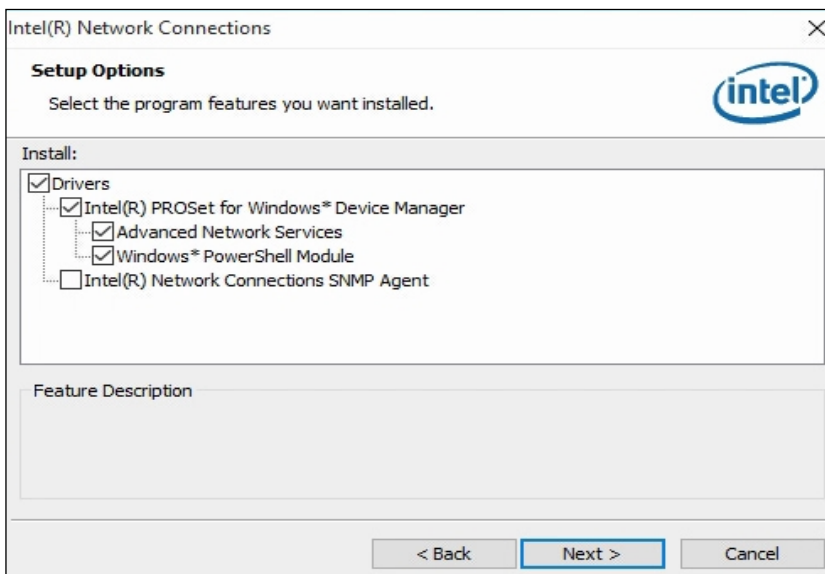 Intel(R) Network Connections
Setup Options
Select the program features you want installed.
intel
Install:
Drivers
Intel(R) PROSet for Windows* Device Manager
Advanced Network Services
Windows* PowerShell Module
Intel(R) Network Connections SNMP Agent
Feature Description
< Back
Next >
Cancel